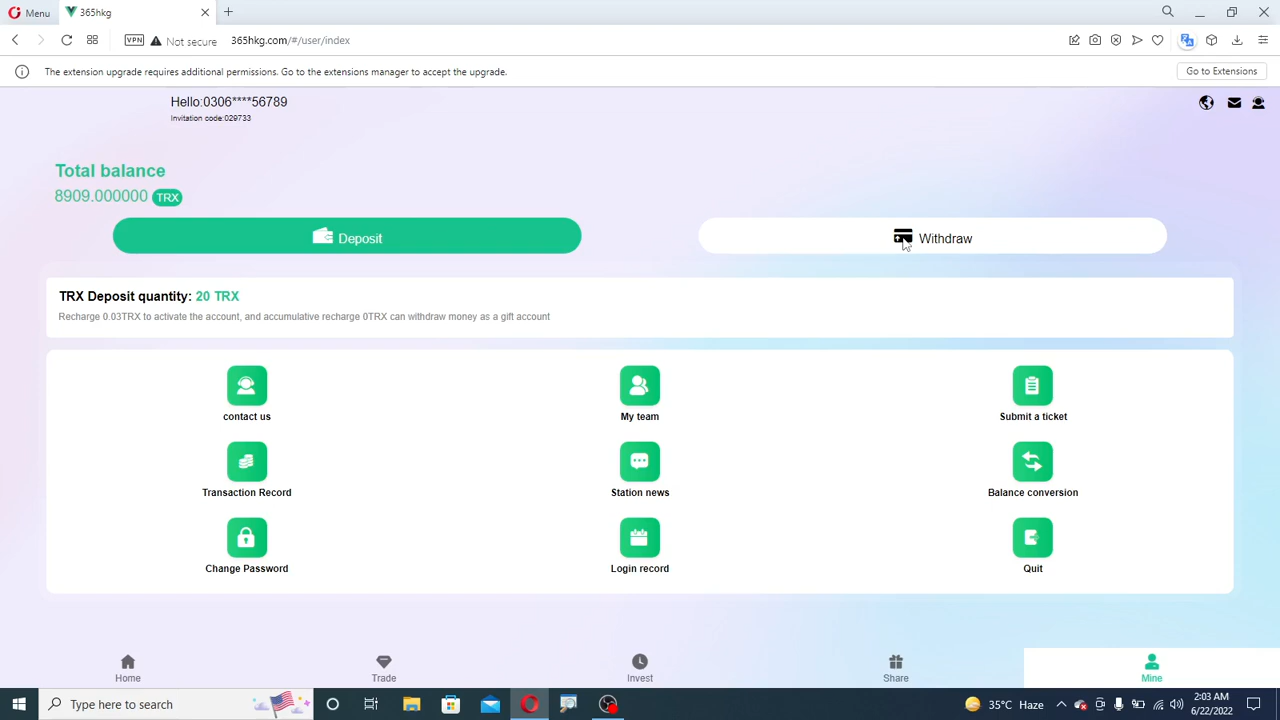 Menu
365hkg
VPN
Not secure
365hkg.com/#/user/index
The extension upgrade requires additional permissions. Go to the extensions manager to accept the upgrade.
Go to Extensions
Hello:0306****56789
Invitation code:029733
Total balance
8909.000000 TRX
Deposit
Withdraw
TRX Deposit quantity: 20 TRX
Recharge 0.03TRX to activate the account, and accumulative recharge 0TRX can withdraw money as a gift account
contact us
My team
Submit a ticket
Transaction Record
Station news
Balance conversion
Change Password
Login record
Quit
Home
Trade
Invest
Share
Mine
Type here to search
35°C Haze
2:03 AM
6/22/2022